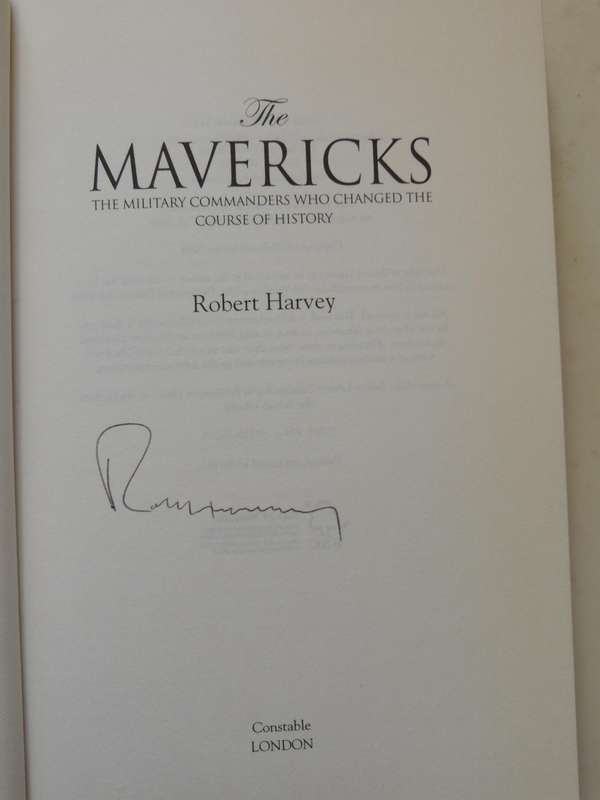 The
MAVERICKS
THE MILITARY COMMANDERS WHO CHANGED THE
COURSE OF HISTORY
Robert Harvey
Constable
LONDON